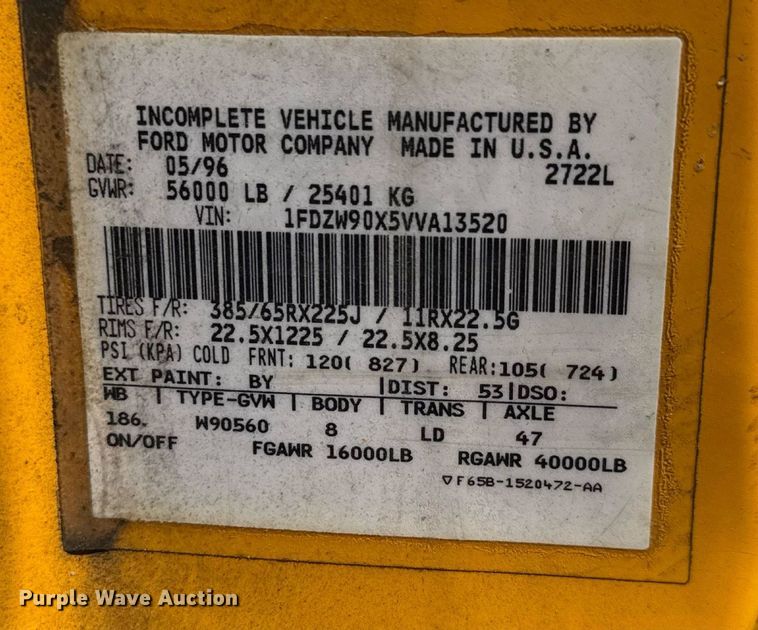 INCOMPLETE VEHICLE MANUFACTURED BY
FORD MOTOR COMPANY MADE IN U.S.A.
DATE: 05/96 2722L
GVWR: 56000 LB / 25401 KG
VIN: 1FDZW90X5VVA13520
TIRES F/R: 385/65RX225J / 11RX22.5G
RIMS F/R: 22.5X1225 / 22.5X8.25
PSI (KPA) COLD FRNT: 120( 827) REAR:105( 724)
EXT PAINT: BY |DIST: 53|DSO:
WB | TYPE-GVW | BODY | TRANS | AXLE
186. W90560 8 LD 47
ON/OFF FGAWR 16000LB RGAWR 40000LB
▽F65B-1520472-AA
Purple Wave Auction